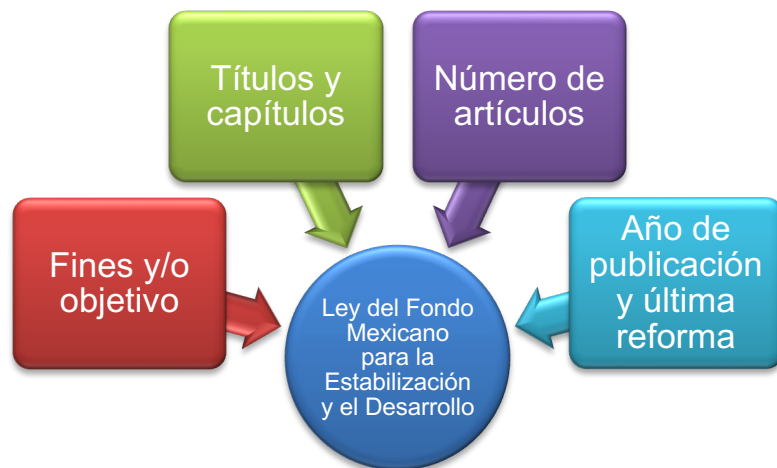 Títulos y
capítulos
Número de
artículos
Fines y/o
objetivo
Año de
publicación
y última
reforma
Ley del Fondo
Mexicano
para la
Estabilización
y el Desarrollo